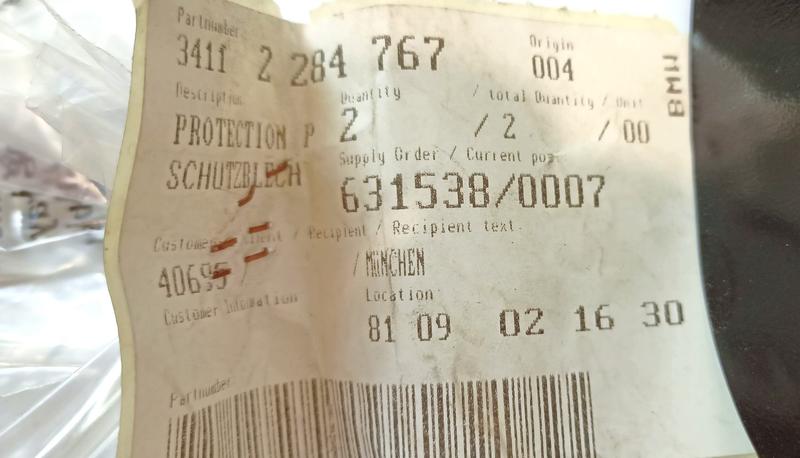 Partnumber
3411 2 284 767
Origin
004
BMW
Description
Quantity / total Quantity / Unit
PROTECTION P 2 / 2 / 00
SCHUTZBLECH
Supply Order / Current pos
631538/0007
Customer / Recipient / Recipient text
/ MÜNCHEN
Customer Information
Location
81 09 02 16 30
Partnumber